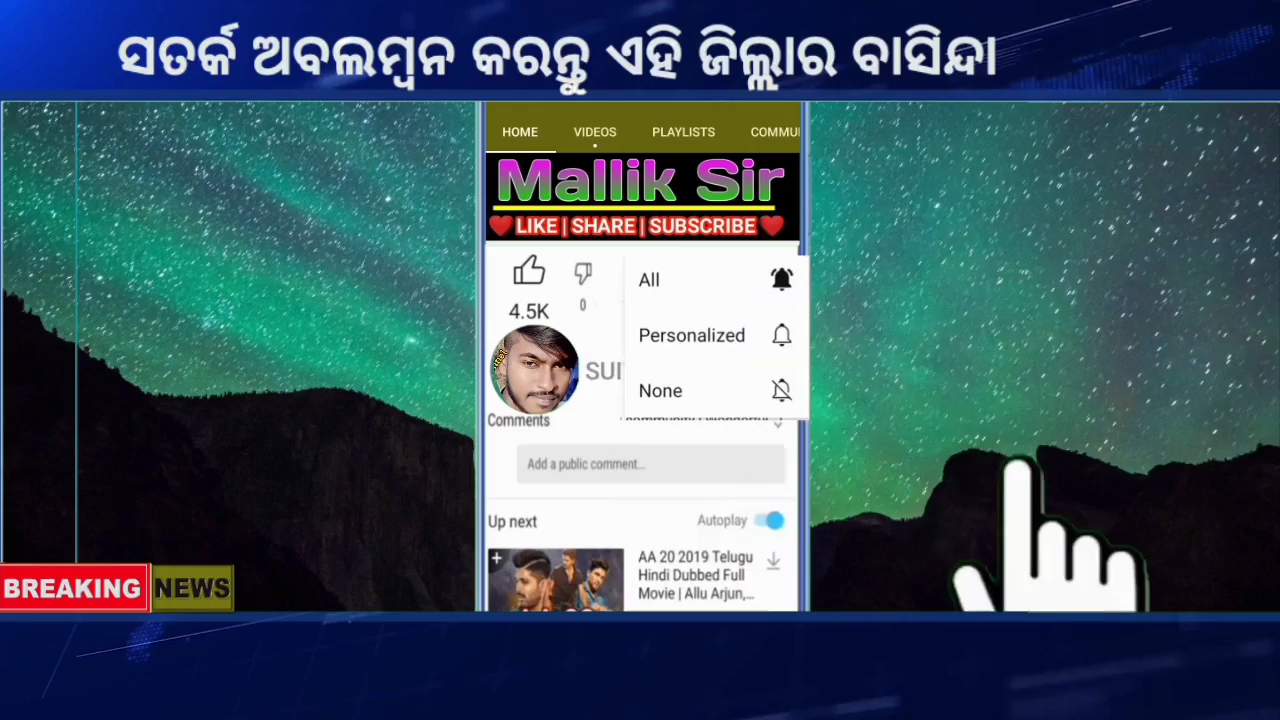 ସତର୍କ ଅବଲମ୍ବନ କରନ୍ତୁ ଏହି ଜିଲ୍ଲାର ବାସିନ୍ଦା
HOME VIDEOS PLAYLISTS COMMU
Mallik Sir
LIKE | SHARE | SUBSCRIBE
All
4.5K
0
Personalized
None
Comments
Add a public comment...
Up next
Autoplay
AA 20 2019 Telugu
Hindi Dubbed Full
Movie | Allu Arjun,...
BREAKING NEWS